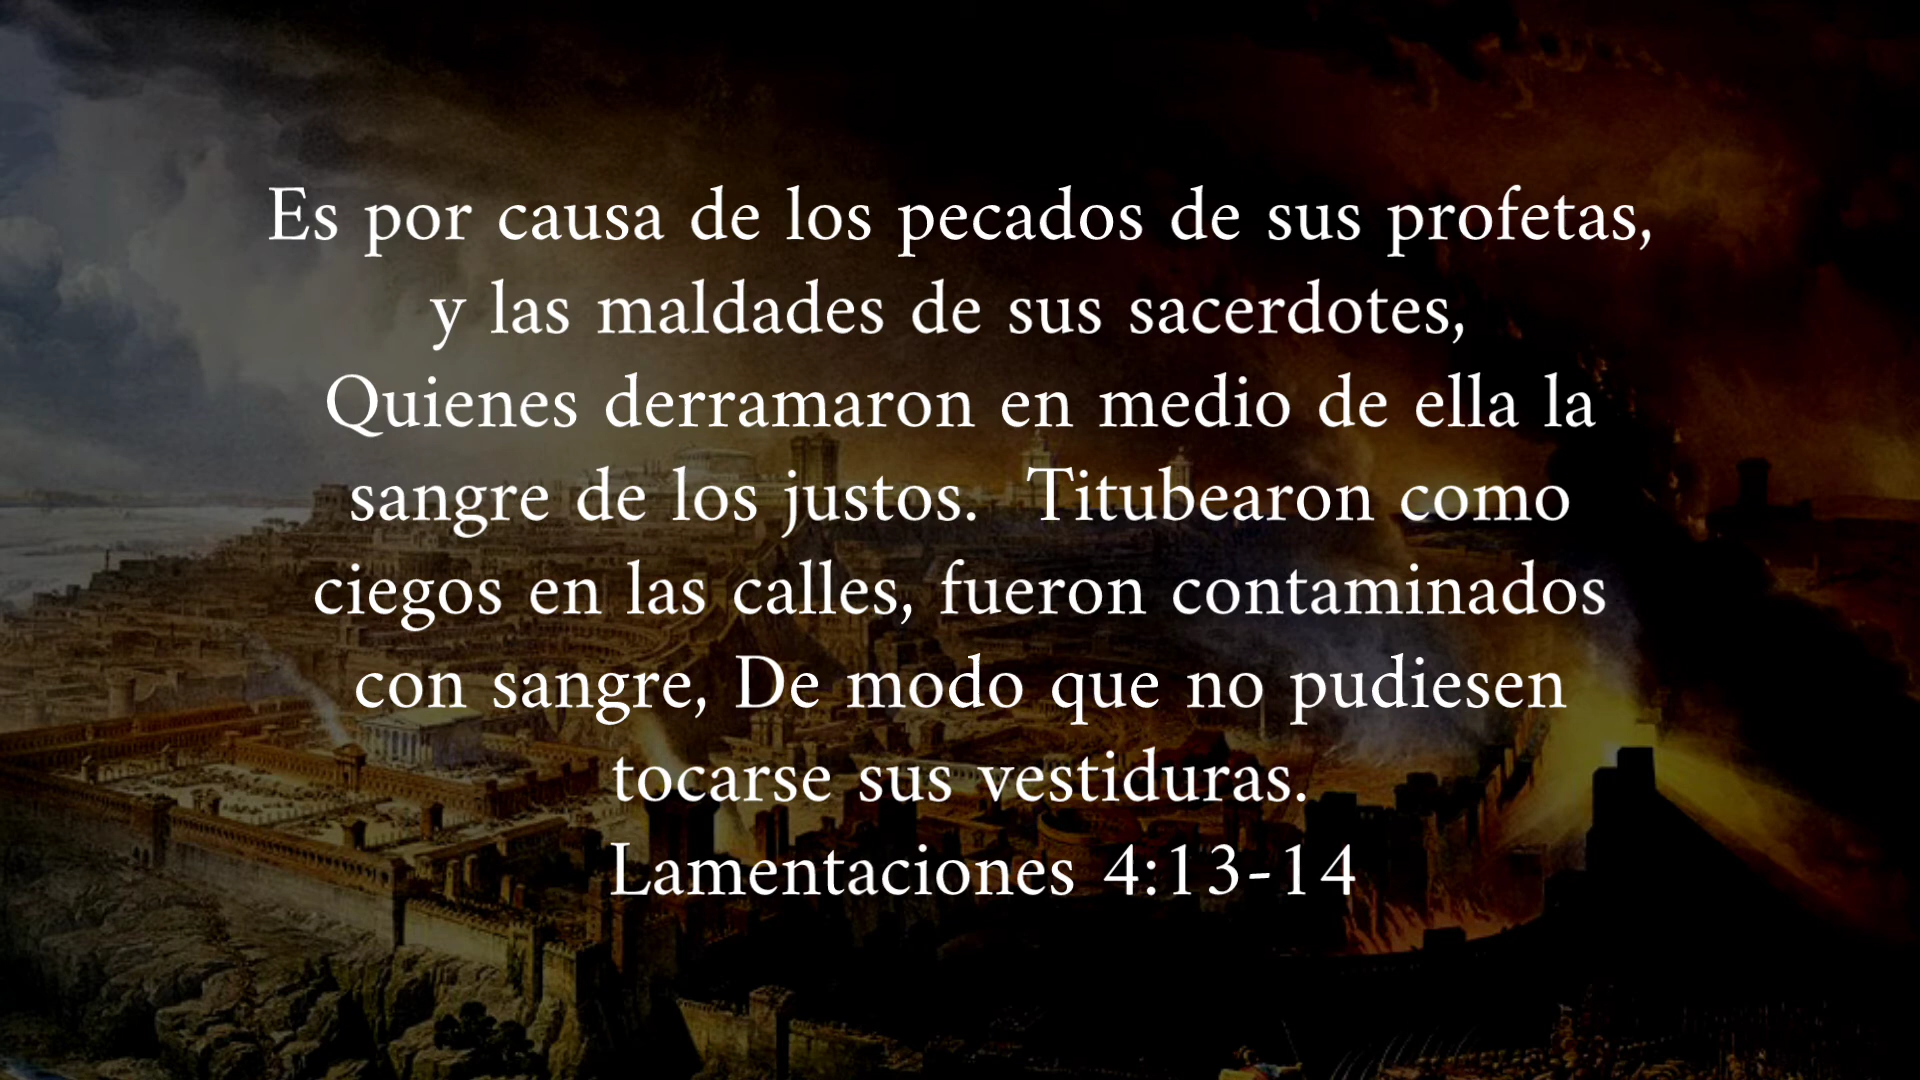 Es por causa de los pecados de sus profetas,
y las maldades de sus sacerdotes,
Quienes derramaron en medio de ella la
sangre de los justos.  Titubearon como
ciegos en las calles, fueron contaminados
con sangre, De modo que no pudiesen
tocarse sus vestiduras.
Lamentaciones 4:13-14